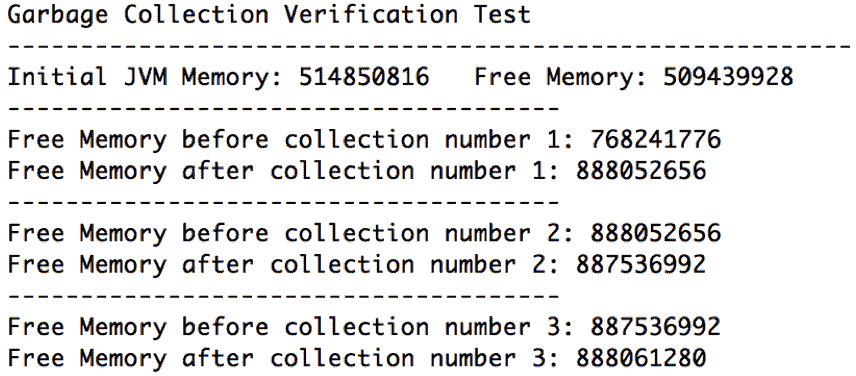 Garbage Collection Verification Test
----------------------------------------------------------
Initial JVM Memory: 514850816   Free Memory: 509439928
--------------------------------------
Free Memory before collection number 1: 768241776
Free Memory after collection number 1: 888052656
--------------------------------------
Free Memory before collection number 2: 888052656
Free Memory after collection number 2: 887536992
--------------------------------------
Free Memory before collection number 3: 887536992
Free Memory after collection number 3: 888061280